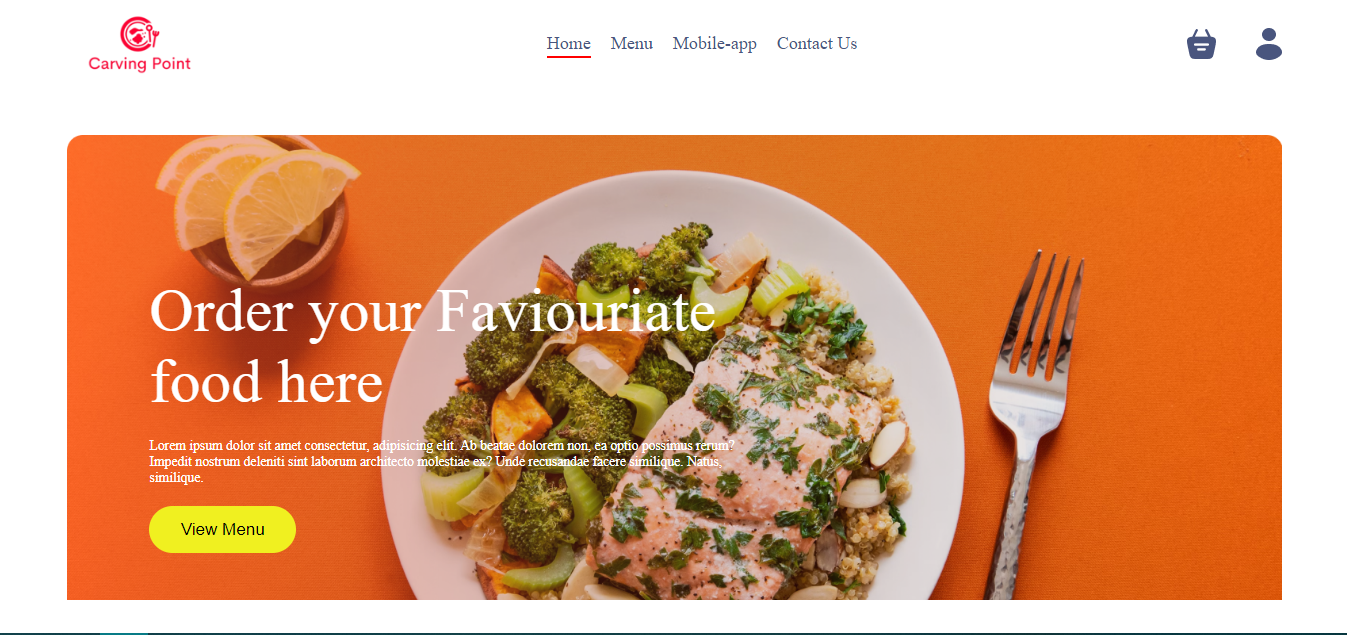 Carving Point
Home Menu Mobile-app Contact Us
Order your Faviouriate
food here
Lorem ipsum dolor sit amet consectetur, adipisicing elit. Ab beatae dolorem non, ea optio possimus rerum?
Impedit nostrum deleniti sint laborum architecto molestiae ex? Unde recusandae facere similique. Natus,
similique.
View Menu